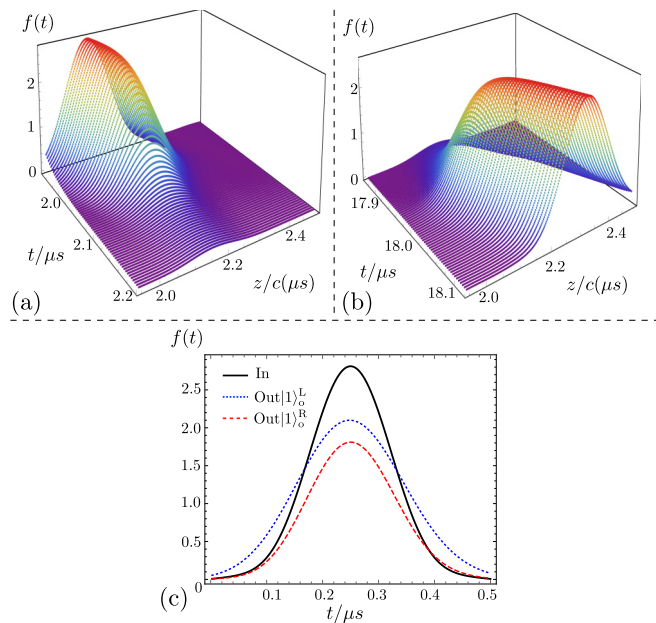 f(t)
2
1
0
2.0
2.1
2.2
t/μs
2.0
2.2
2.4
z/c(μs)
(a)
f(t)
2
1
0
17.9
18.0
18.1
t/μs
2.0
2.2
2.4
z/c(μs)
(b)
f(t)
2.5
2.0
1.5
1.0
0.5
0
In
Out|1⟩ₒᴸ
Out|1⟩ₒᴿ
0.1
0.2
0.3
0.4
0.5
t/μs
(c)